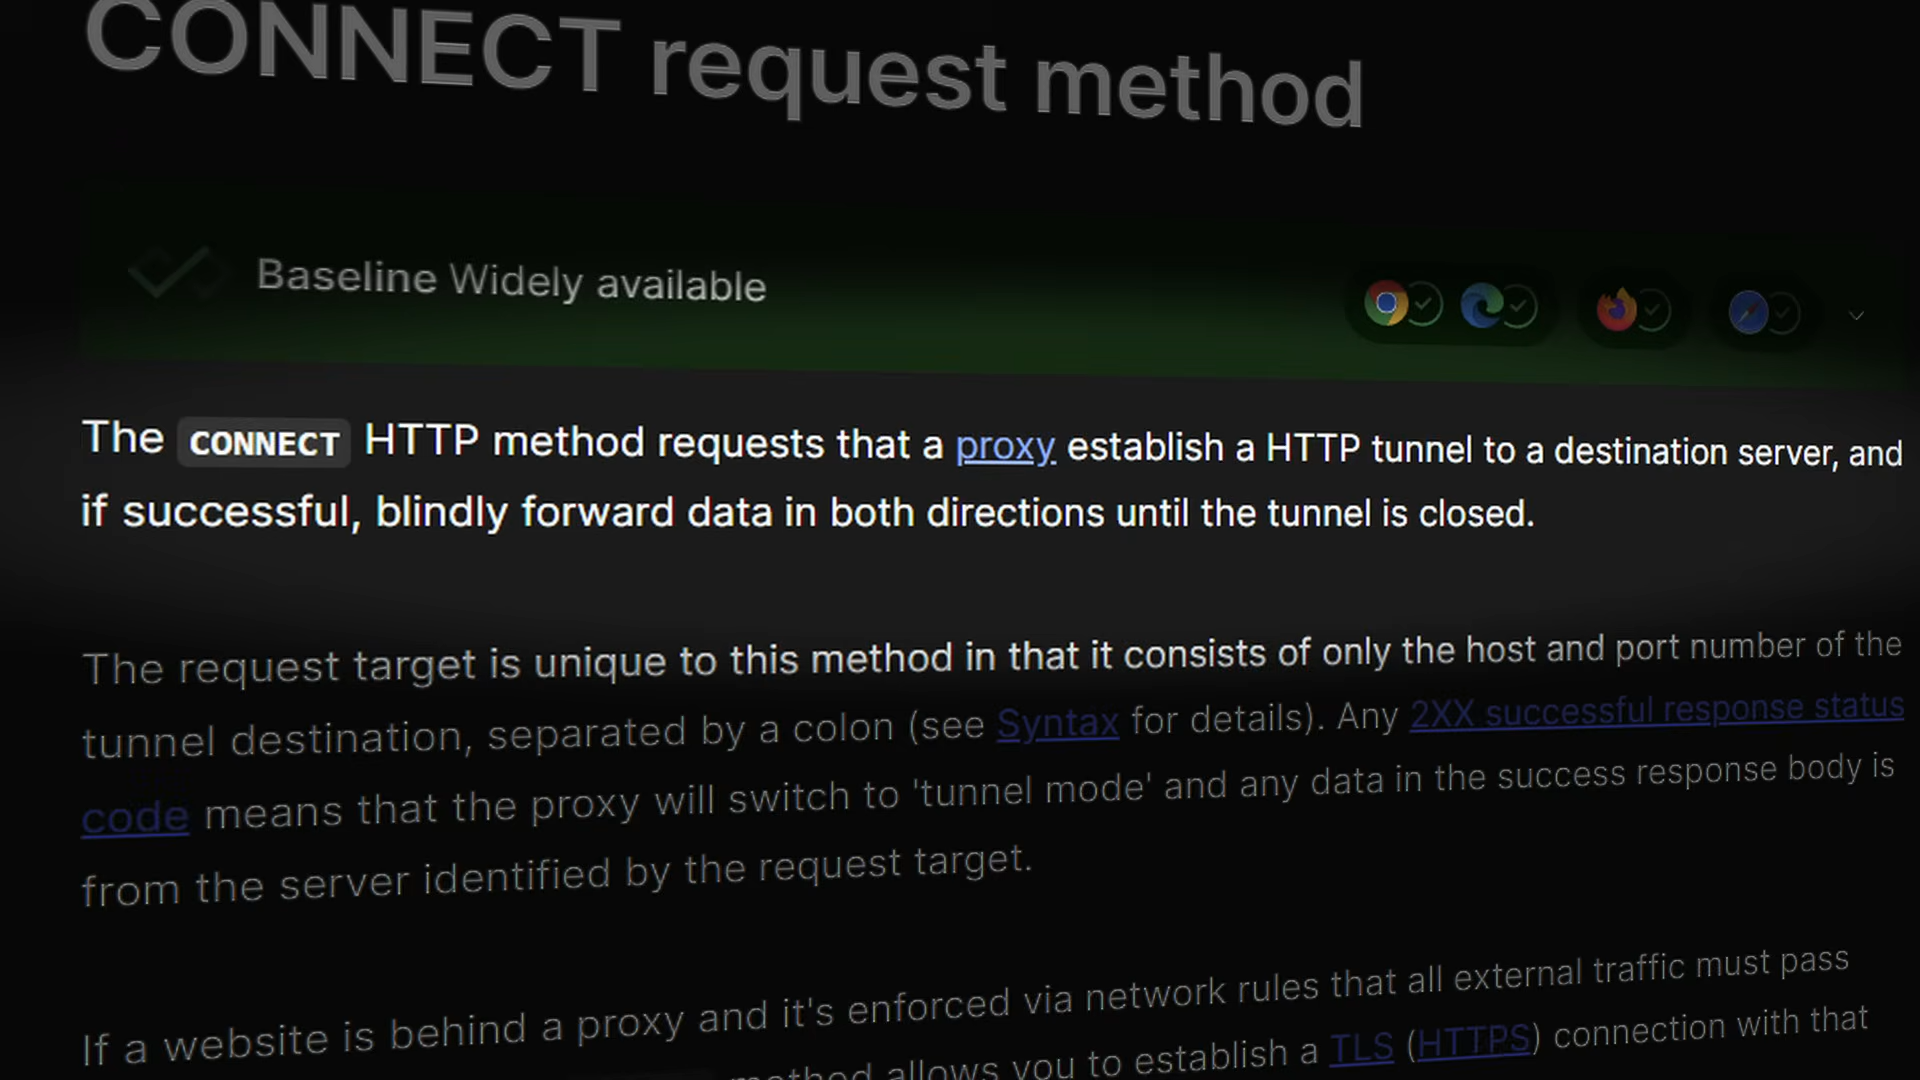 CONNECT request method
Baseline Widely available
The CONNECT HTTP method requests that a proxy establish a HTTP tunnel to a destination server, and
if successful, blindly forward data in both directions until the tunnel is closed.
The request target is unique to this method in that it consists of only the host and port number of the
tunnel destination, separated by a colon (see Syntax for details). Any 2XX successful response status
code means that the proxy will switch to 'tunnel mode' and any data in the success response body is
from the server identified by the request target.
If a website is behind a proxy and it's enforced via network rules that all external traffic must pass
method allows you to establish a TLS (HTTPS) connection with that